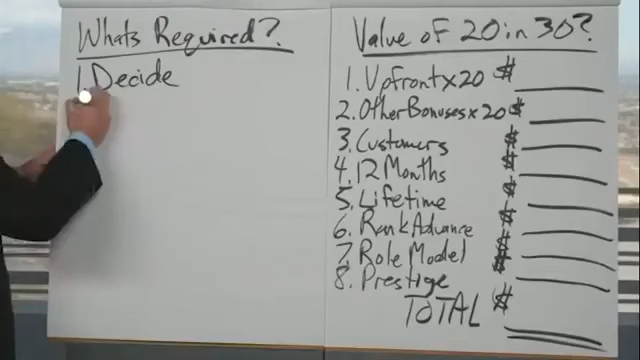 Whats Required?
1. Decide
Value of 20 in 30?
1. Upfront x 20 $
2. Other Bonuses x 20 $
3. Customers $
4. 12 Months $
5. Lifetime $
6. Rank Advance $
7. Role Model $
8. Prestige $
TOTAL $